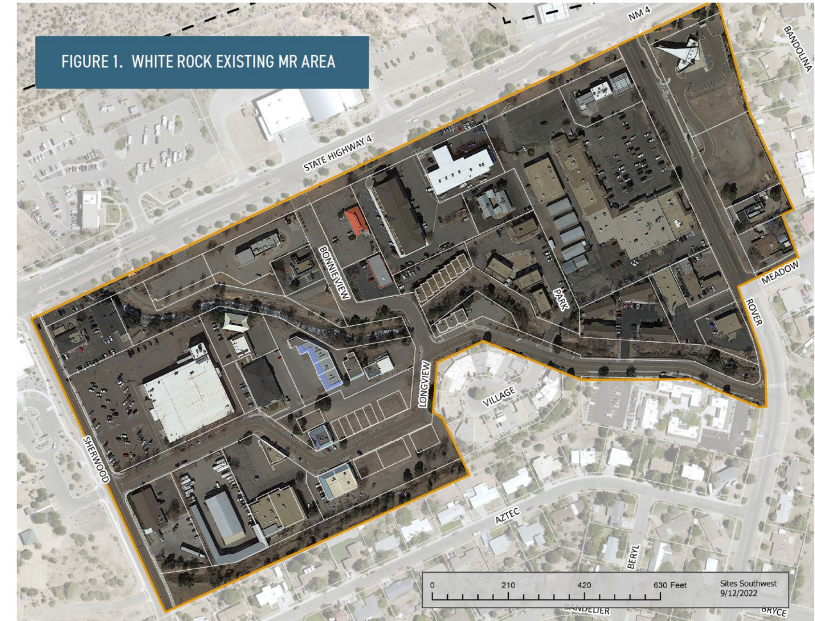 FIGURE 1. WHITE ROCK EXISTING MR AREA
NM 4
BANDOLINA
STATE HIGHWAY 4
BONNIEVIEW
MEADOW
PARK
ROVER
LONGVIEW
VILLAGE
SHERWOOD
AZTEC
BERYL
0 210 420 630 Feet
Sites Southwest
9/12/2022
BRYCE